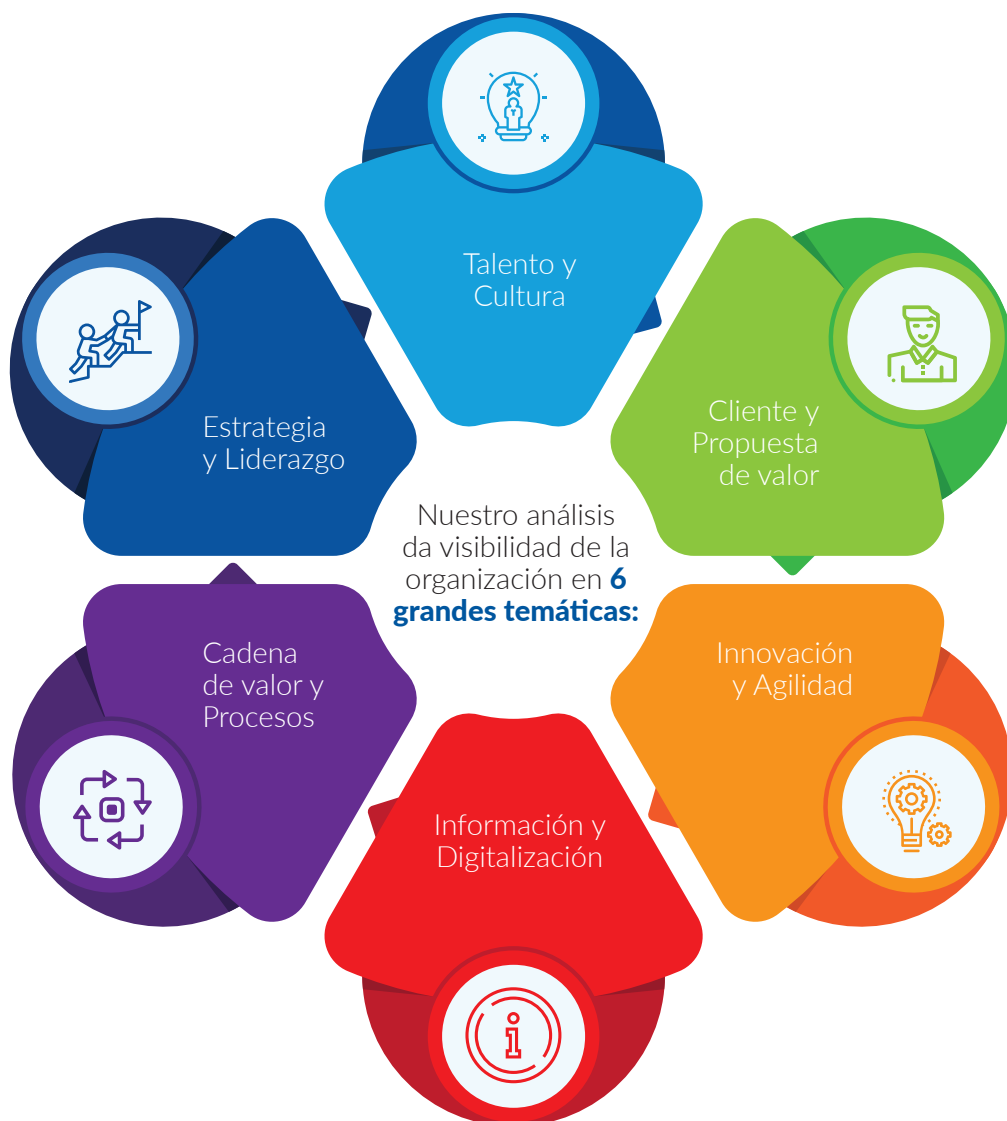 Talento y
Cultura
Cliente y
Propuesta
de valor
Estrategia
y Liderazgo
Nuestro análisis
da visibilidad de la
organización en 6
grandes temáticas:
Cadena
de valor y
Procesos
Innovación
y Agilidad
Información y
Digitalización